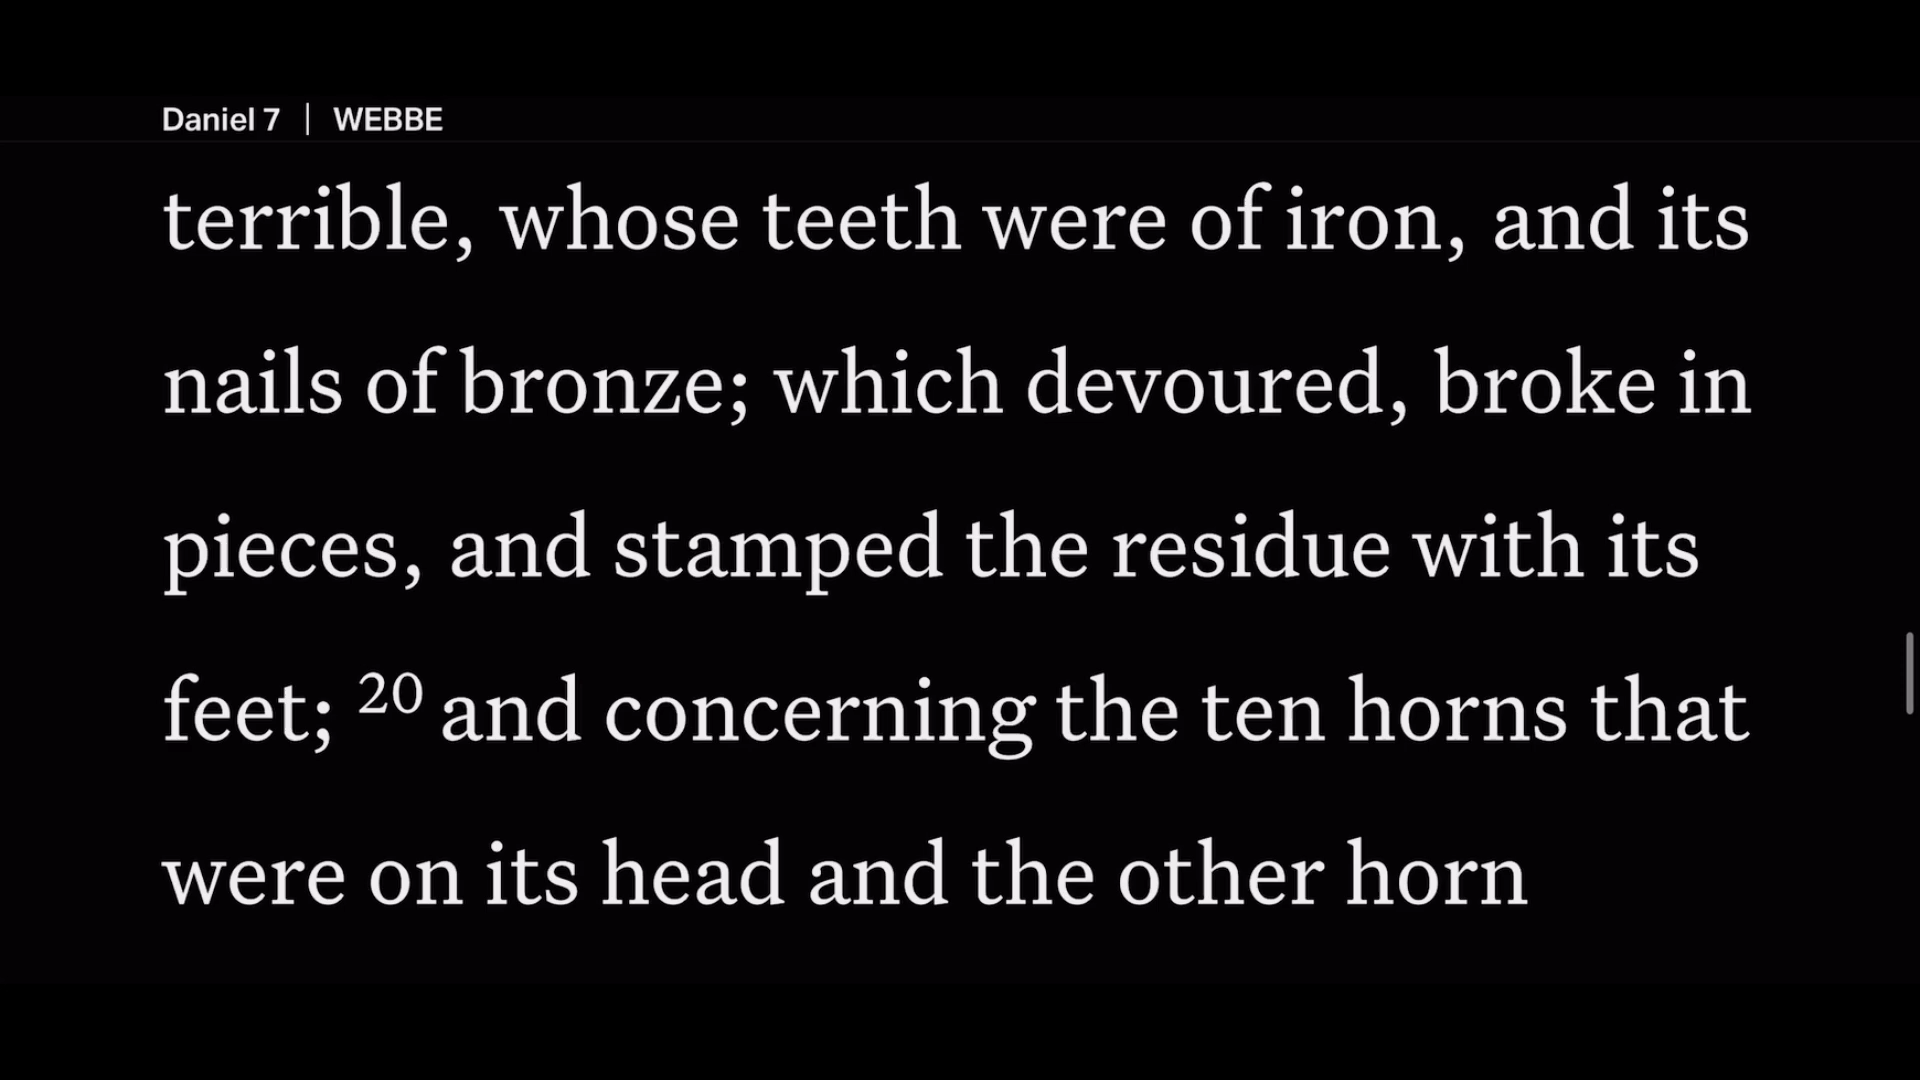 Daniel 7 | WEBBE
terrible, whose teeth were of iron, and its
nails of bronze; which devoured, broke in
pieces, and stamped the residue with its
feet; 20 and concerning the ten horns that
were on its head and the other horn